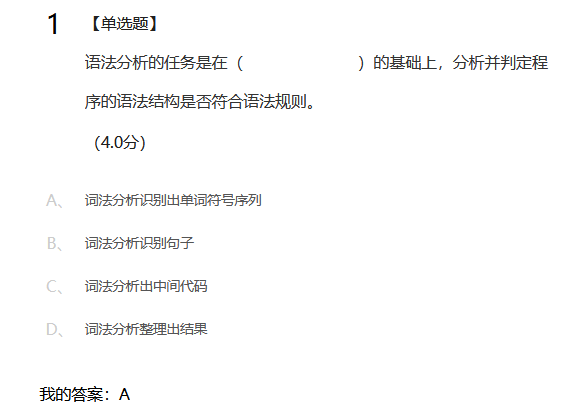 1 【单选题】
语法分析的任务是在（ ）的基础上，分析并判定程
序的语法结构是否符合语法规则。
（4.0分）
A、 词法分析识别出单词符号序列
B、 词法分析识别句子
C、 词法分析出中间代码
D、 词法分析整理出结果
我的答案：A